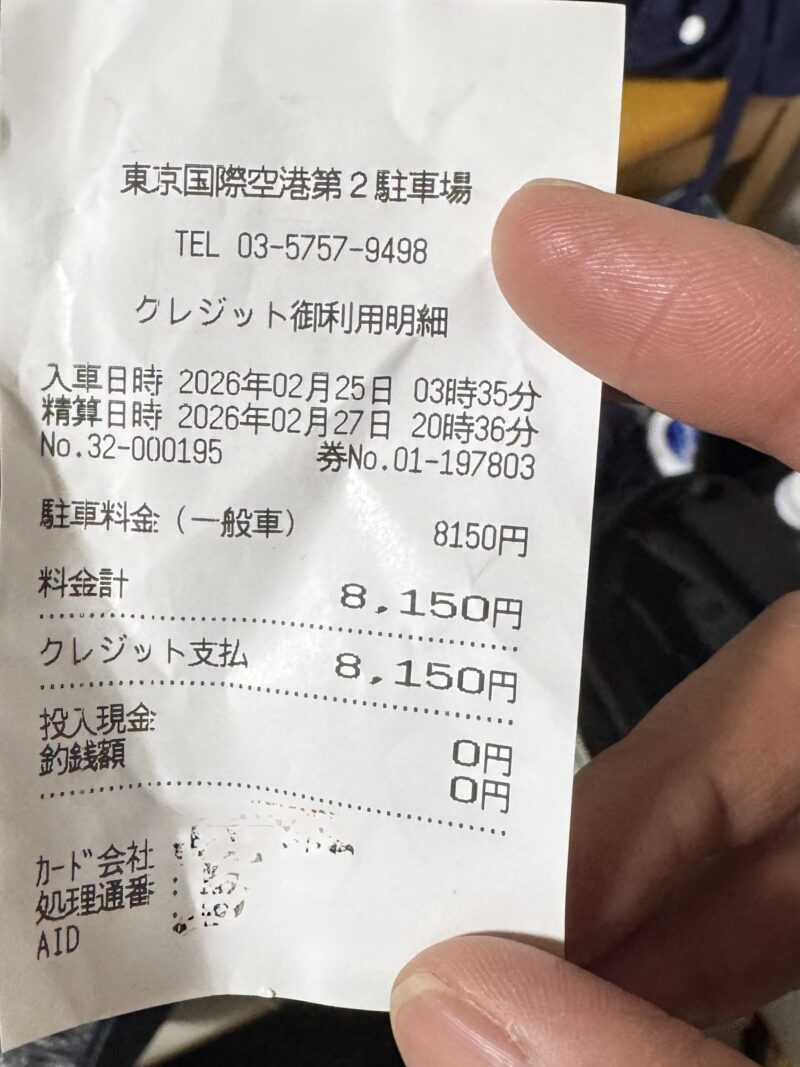 東京国際空港第2駐車場
TEL 03-5757-9498
クレジット御利用明細
入車日時 2026年02月25日 03時35分
精算日時 2026年02月27日 20時36分
No.32-000195 券No.01-197803
駐車料金（一般車） 8150円
料金計 8,150円
クレジット支払 8,150円
投入現金 0円
釣銭額 0円
ｶｰﾄﾞ会社 :
処理通番 :
AID :